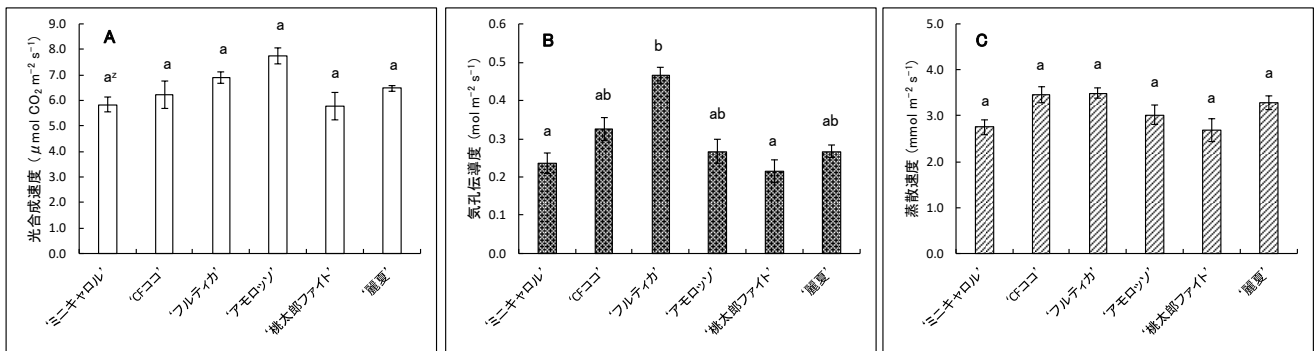 A
光合成速度 (μmol CO₂ m⁻² s⁻¹)
9.0
8.0
7.0
6.0
5.0
4.0
3.0
2.0
1.0
0.0
aᶻ
a
a
a
a
a
‘ミニキャロル’
‘CFココ’
‘フルティカ’
‘アモロッソ’
‘桃太郎ファイト’
‘麗夏’
B
気孔伝導度 (mol m⁻² s⁻¹)
0.6
0.5
0.4
0.3
0.2
0.1
0.0
a
ab
b
ab
a
ab
‘ミニキャロル’
‘CFココ’
‘フルティカ’
‘アモロッソ’
‘桃太郎ファイト’
‘麗夏’
C
蒸散速度 (mmol m⁻² s⁻¹)
5.0
4.0
3.0
2.0
1.0
0.0
a
a
a
a
a
a
‘ミニキャロル’
‘CFココ’
‘フルティカ’
‘アモロッソ’
‘桃太郎ファイト’
‘麗夏’